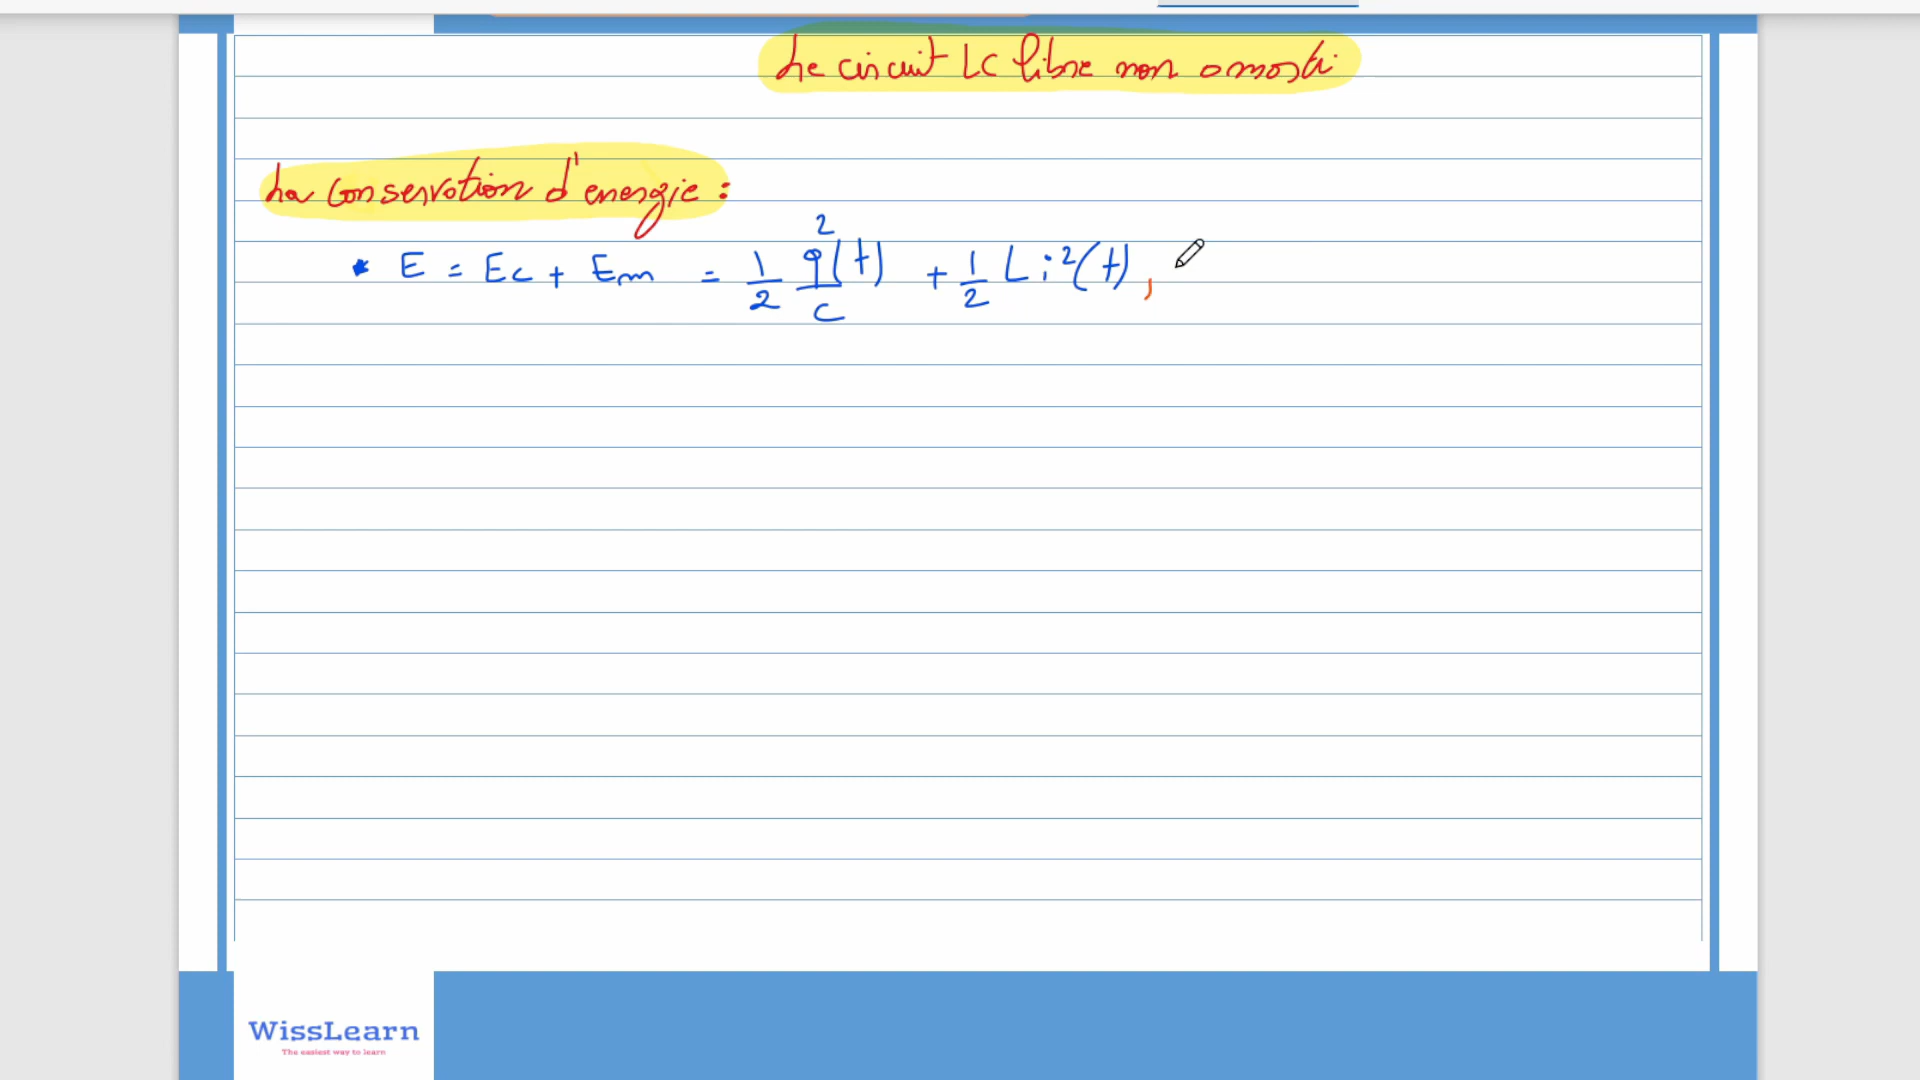 Le circuit LC libre non amorti
La conservation d'energie :
* E = Ec + Em = 1/2 q²(t)/C + 1/2 L i²(t) ,
WissLearn
The easiest way to learn